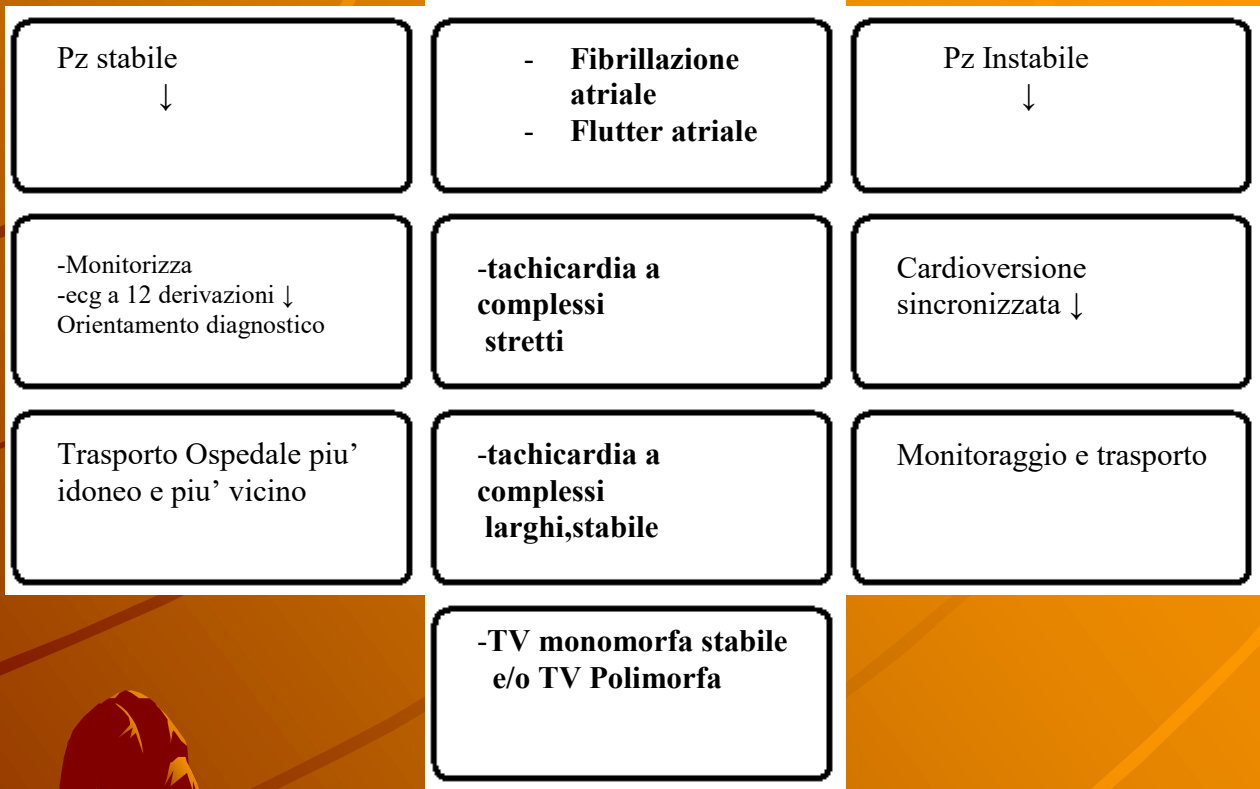 Pz stabile
↓
- Fibrillazione
atriale
- Flutter atriale
Pz Instabile
↓
-Monitorizza
-ecg a 12 derivazioni ↓
Orientamento diagnostico
-tachicardia a
complessi
stretti
Cardioversione
sincronizzata ↓
Trasporto Ospedale piu’
idoneo e piu’ vicino
-tachicardia a
complessi
larghi,stabile
Monitoraggio e trasporto
-TV monomorfa stabile
e/o TV Polimorfa